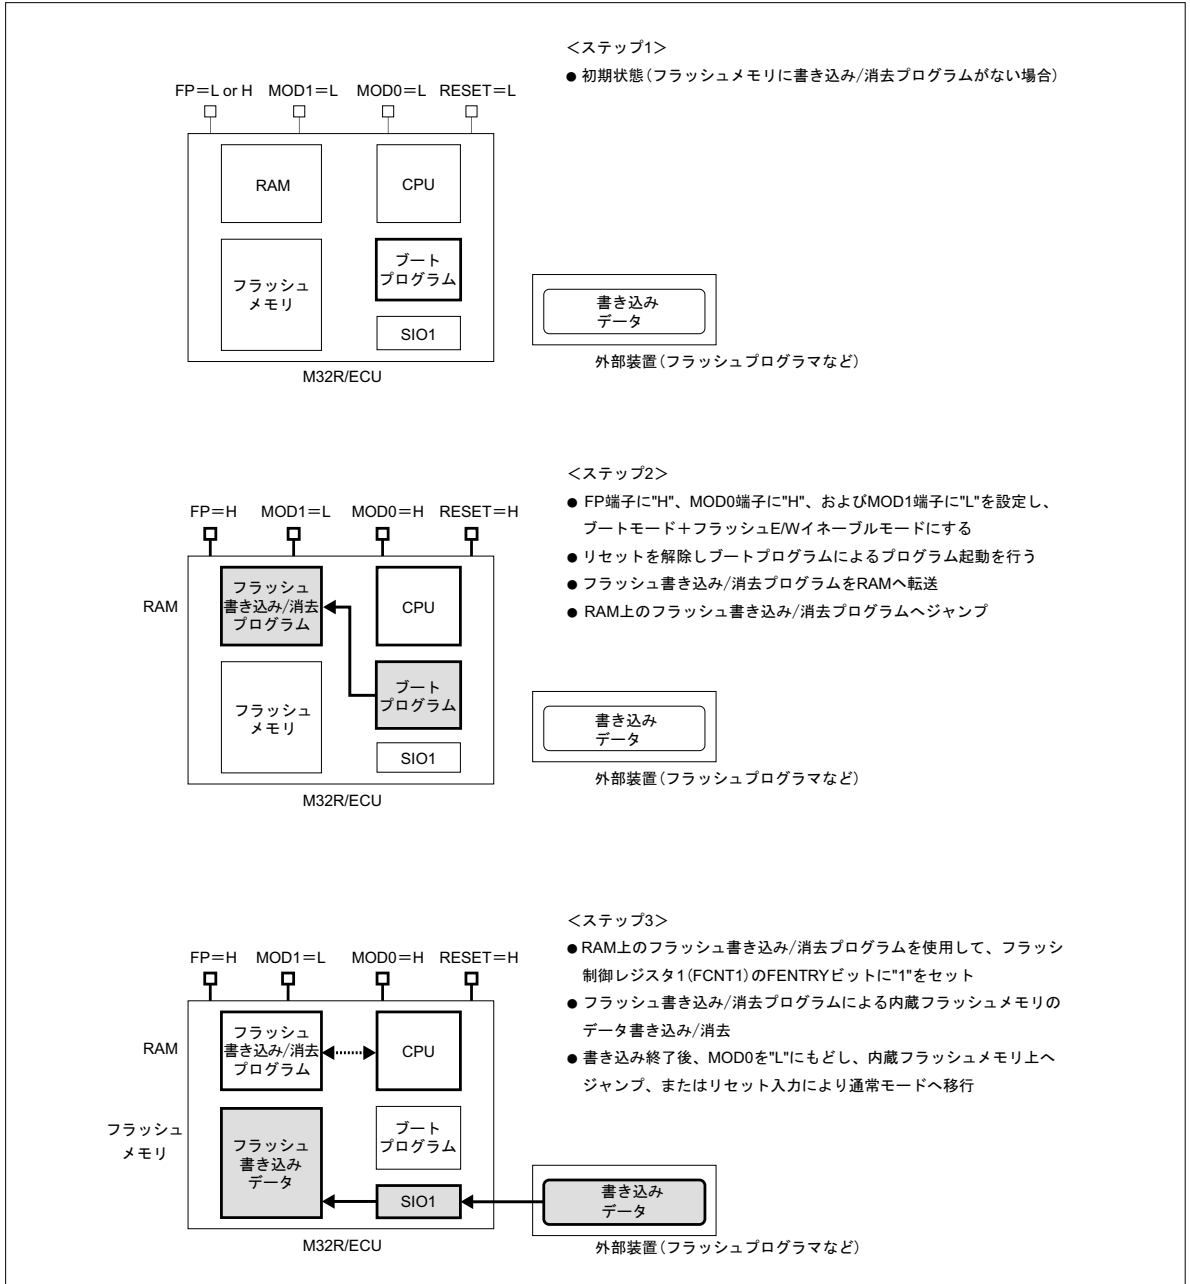 <ステップ1>
● 初期状態(フラッシュメモリに書き込み/消去プログラムがない場合)
FP=L or H MOD1=L MOD0=L RESET=L
RAM
CPU
フラッシュ
メモリ
ブート
プログラム
SIO1
M32R/ECU
書き込み
データ
外部装置(フラッシュプログラマなど)
<ステップ2>
● FP端子に"H"、MOD0端子に"H"、およびMOD1端子に"L"を設定し、
ブートモード+フラッシュE/Wイネーブルモードにする
● リセットを解除しブートプログラムによるプログラム起動を行う
● フラッシュ書き込み/消去プログラムをRAMへ転送
● RAM上のフラッシュ書き込み/消去プログラムへジャンプ
FP=H MOD1=L MOD0=H RESET=H
RAM
フラッシュ
書き込み/消去
プログラム
CPU
フラッシュ
メモリ
ブート
プログラム
SIO1
M32R/ECU
書き込み
データ
外部装置(フラッシュプログラマなど)
<ステップ3>
● RAM上のフラッシュ書き込み/消去プログラムを使用して、フラッシ
制御レジスタ1(FCNT1)のFENTRYビットに"1"をセット
● フラッシュ書き込み/消去プログラムによる内蔵フラッシュメモリの
データ書き込み/消去
● 書き込み終了後、MOD0を"L"にもどし、内蔵フラッシュメモリ上へ
ジャンプ、またはリセット入力により通常モードへ移行
FP=H MOD1=L MOD0=H RESET=H
RAM
フラッシュ
書き込み/消去
プログラム
CPU
フラッシュ
メモリ
フラッシュ
書き込み
データ
ブート
プログラム
SIO1
M32R/ECU
書き込み
データ
外部装置(フラッシュプログラマなど)